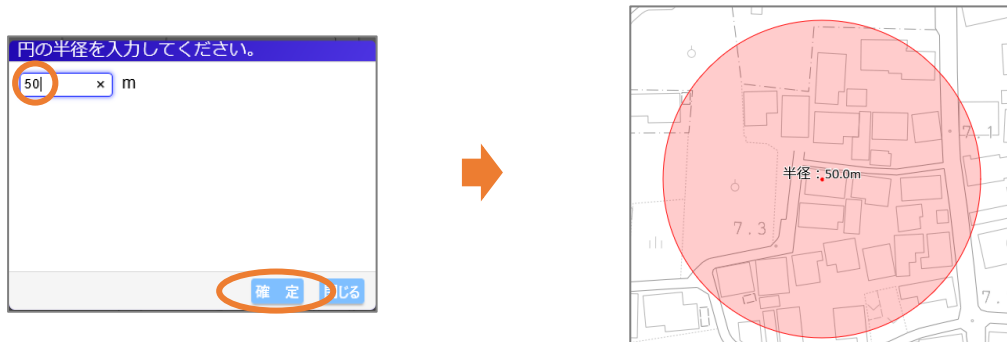 円の半径を入力してください。
50 × m
確 定 閉じる
7.1
半径：50.0m
7.3
7.